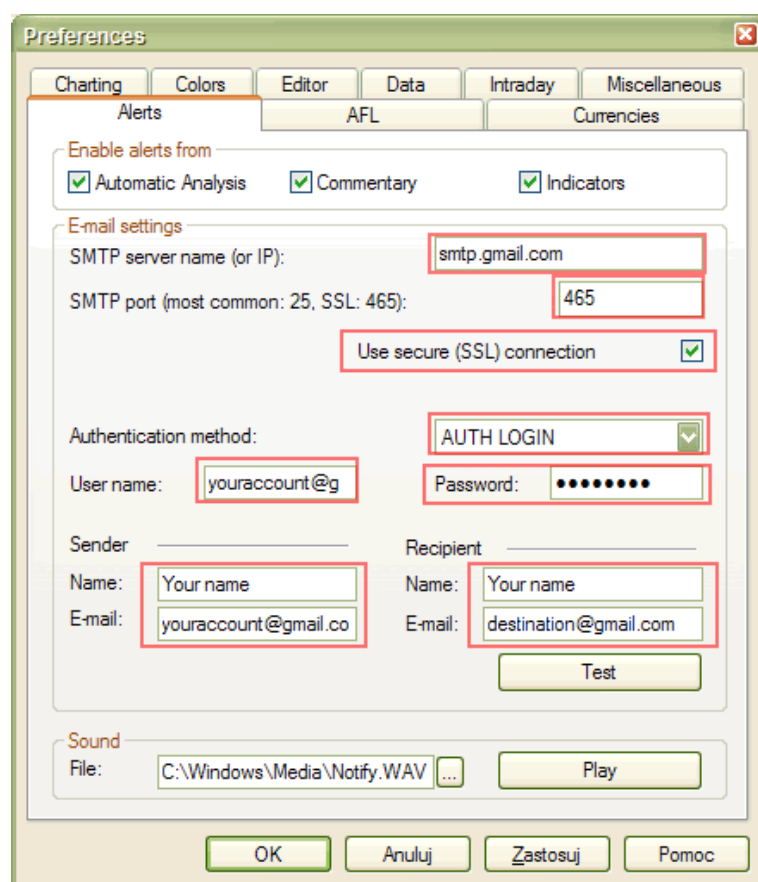 Preferences
Charting Colors Editor Data Intraday Miscellaneous
Alerts AFL Currencies
Enable alerts from
Automatic Analysis Commentary Indicators
E-mail settings
SMTP server name (or IP): smtp.gmail.com
SMTP port (most common: 25, SSL: 465): 465
Use secure (SSL) connection
Authentication method: AUTH LOGIN
User name: youraccount@g Password: ●●●●●●●●
Sender Recipient
Name: Your name Name: Your name
E-mail: youraccount@gmail.co E-mail: destination@gmail.com
Test
Sound
File: C:\Windows\Media\Notify.WAV ... Play
OK Anuluj Zastosuj Pomoc